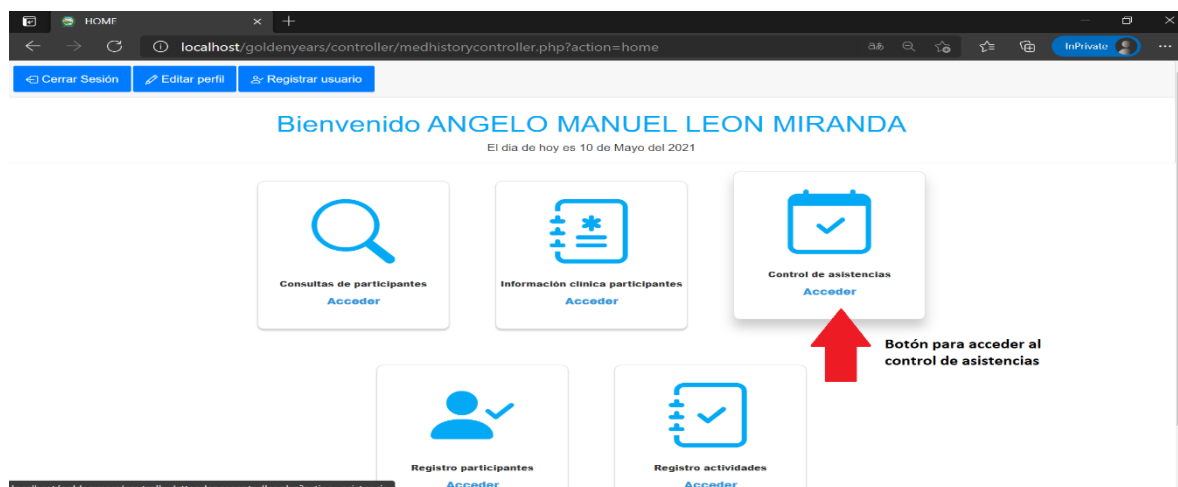 HOME
localhost/goldenyears/controller/medhistorycontroller.php?action=home
aあ
InPrivate
Cerrar Sesión
Editar perfil
Registrar usuario
Bienvenido ANGELO MANUEL LEON MIRANDA
El dia de hoy es 10 de Mayo del 2021
Consultas de participantes
Acceder
Información clínica participantes
Acceder
Control de asistencias
Acceder
Botón para acceder al
control de asistencias
Registro participantes
Acceder
Registro actividades
Acceder